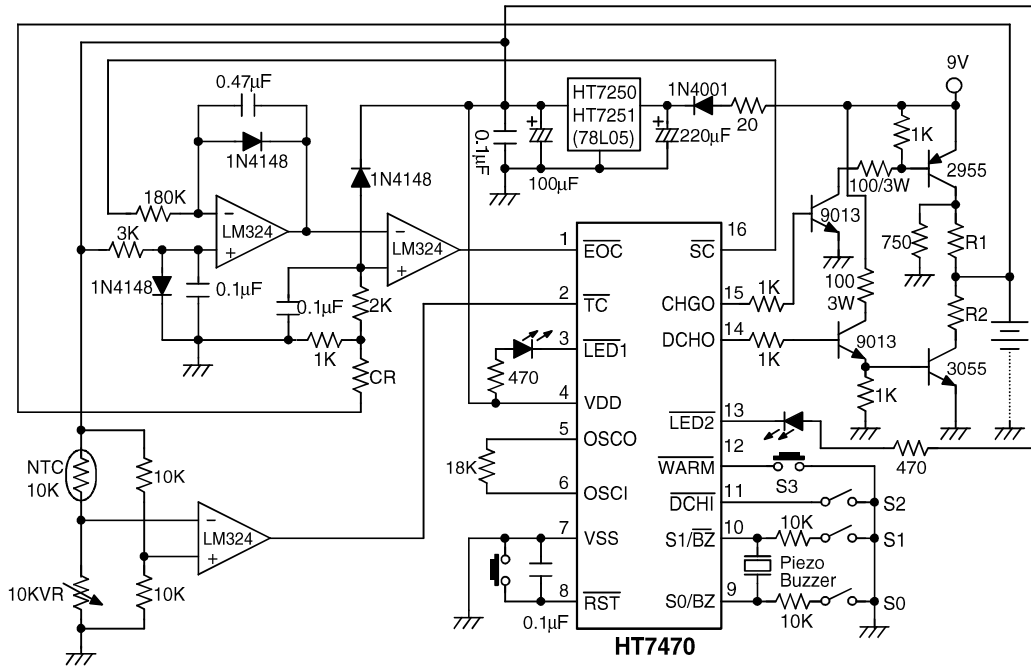 9V
0.47µF
1N4148
HT7250
HT7251
(78L05)
1N4001
20
220µF
100µF
0.1µF
1K
2955
100/3W
9013
1N4148
180K
−
+
LM324
3K
1N4148
0.1µF
−
+
LM324
0.1µF
2K
1K
CR
750
R1
R2
100
3W
9013
3055
1K
1K
1K
1
2
3
4
5
6
7
8
EOC
TC
LED1
VDD
OSCO
OSCI
VSS
RST
16
15
14
13
12
11
10
9
SC
CHGO
DCHO
LED2
WARM
DCHI
S1/BZ
S0/BZ
HT7470
470
18K
0.1µF
470
S3
S2
10K
S1
Piezo
Buzzer
10K
S0
NTC
10K
10K
−
+
LM324
10KVR
10K